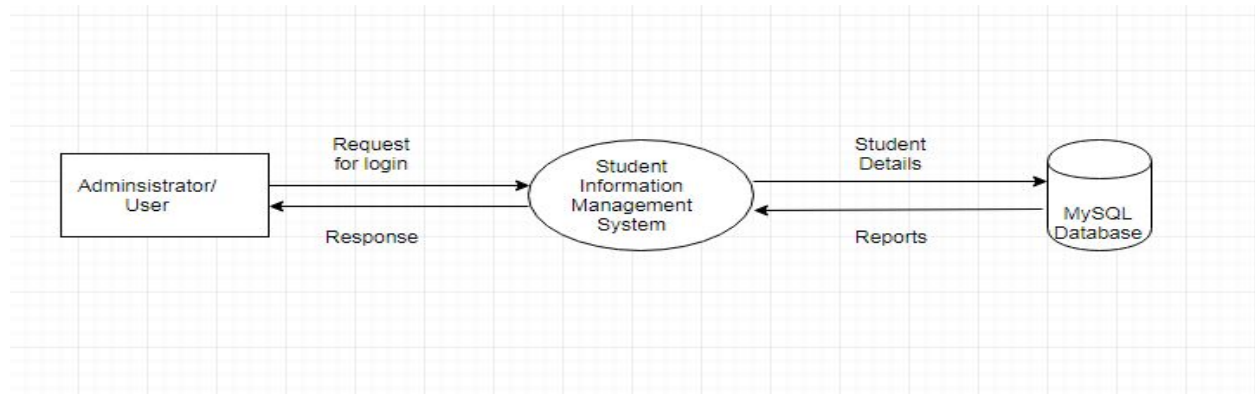 Request
for login
Adminsistrator/
User
Response
Student
Information
Management
System
Student
Details
Reports
MySQL
Database